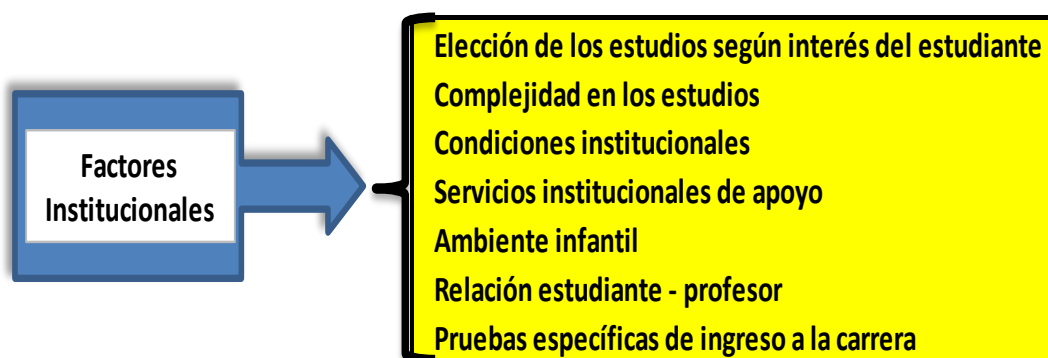 Factores
Institucionales
Elección de los estudios según interés del estudiante
Complejidad en los estudios
Condiciones institucionales
Servicios institucionales de apoyo
Ambiente infantil
Relación estudiante - profesor
Pruebas específicas de ingreso a la carrera